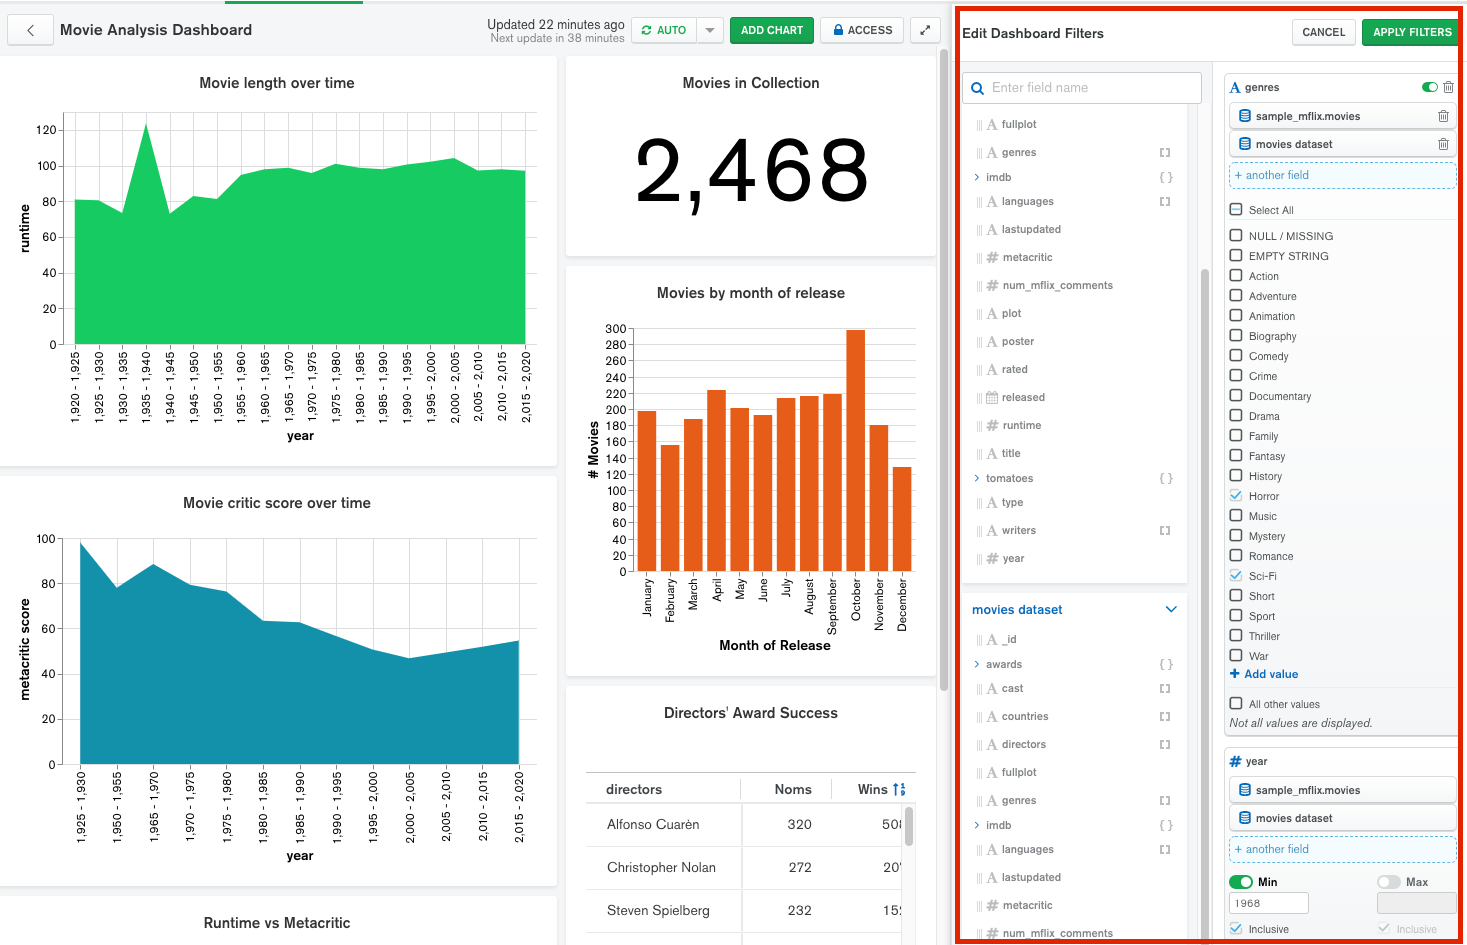 Movie Analysis Dashboard
Updated 22 minutes ago
Next update in 38 minutes
AUTO
ADD CHART
ACCESS
Movie length over time
runtime
120
100
80
60
40
20
0
1,920 - 1,925
1,925 - 1,930
1,930 - 1,935
1,935 - 1,940
1,940 - 1,945
1,945 - 1,950
1,950 - 1,955
1,955 - 1,960
1,960 - 1,965
1,965 - 1,970
1,970 - 1,975
1,975 - 1,980
1,980 - 1,985
1,985 - 1,990
1,990 - 1,995
1,995 - 2,000
2,000 - 2,005
2,005 - 2,010
2,010 - 2,015
2,015 - 2,020
year
Movie critic score over time
metacritic score
100
80
60
40
20
0
1,925 - 1,930
1,950 - 1,955
1,965 - 1,970
1,970 - 1,975
1,975 - 1,980
1,980 - 1,985
1,985 - 1,990
1,990 - 1,995
1,995 - 2,000
2,000 - 2,005
2,005 - 2,010
2,010 - 2,015
2,015 - 2,020
year
Runtime vs Metacritic
Movies in Collection
2,468
Movies by month of release
# Movies
300
280
260
240
220
200
180
160
140
120
100
80
60
40
20
0
January
February
March
April
May
June
July
August
September
October
November
December
Month of Release
Directors' Award Success
directors Noms Wins
Alfonso Cuarèn 320
Christopher Nolan 272
Steven Spielberg 232
Edit Dashboard Filters
CANCEL
APPLY FILTERS
Enter field name
A fullplot
A genres [ ]
imdb { }
A languages [ ]
A lastupdated
# metacritic
# num_mflix_comments
A plot
A poster
A rated
released
# runtime
A title
tomatoes { }
A type
A writers [ ]
# year
movies dataset
A _id
awards { }
A cast [ ]
A countries [ ]
A directors [ ]
A fullplot
A genres [ ]
imdb { }
A languages [ ]
A lastupdated
# metacritic
# num_mflix_comments
A genres
sample_mflix.movies
movies dataset
+ another field
Select All
NULL / MISSING
EMPTY STRING
Action
Adventure
Animation
Biography
Comedy
Crime
Documentary
Drama
Family
Fantasy
History
Horror
Music
Mystery
Romance
Sci-Fi
Short
Sport
Thriller
War
+ Add value
All other values
Not all values are displayed.
# year
sample_mflix.movies
movies dataset
+ another field
Min
Max
1968
Inclusive
Inclusive